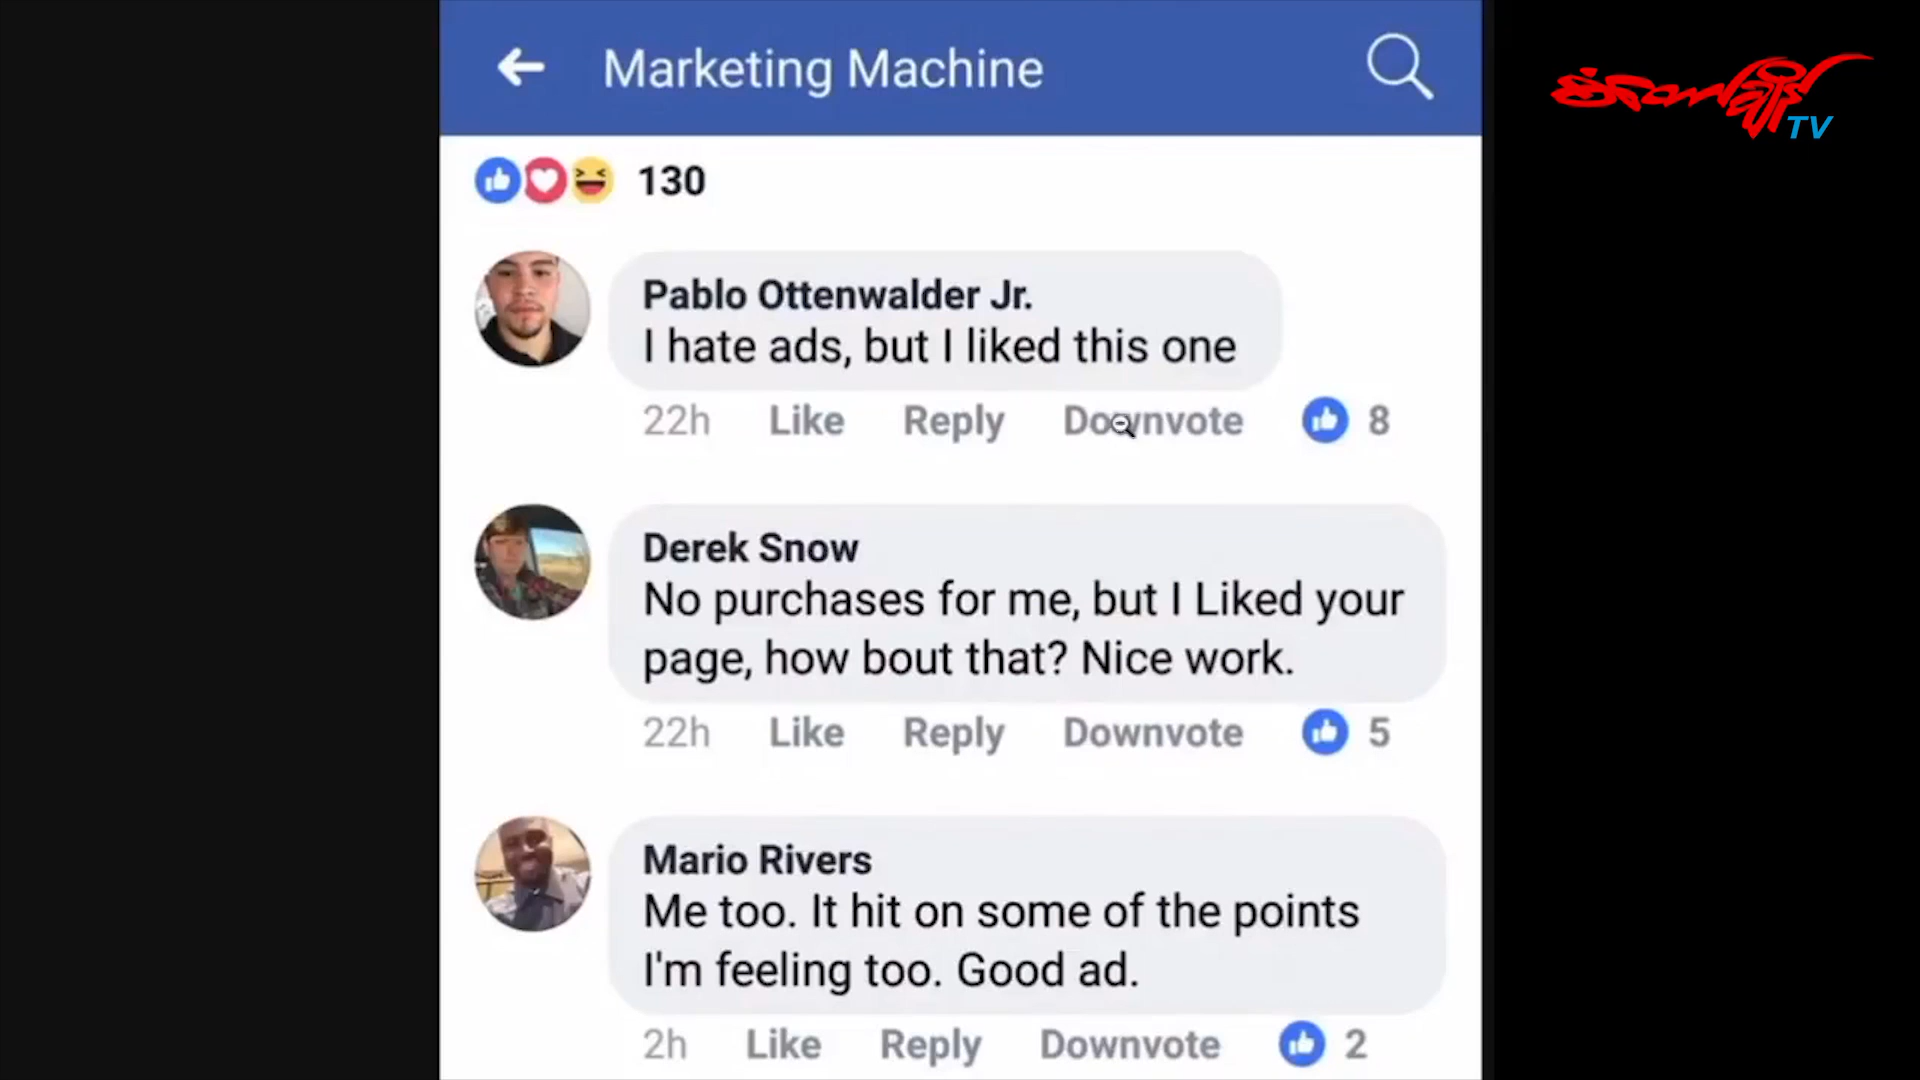 Marketing Machine
130
Pablo Ottenwalder Jr.
I hate ads, but I liked this one
22h Like Reply Downvote 8
Derek Snow
No purchases for me, but I Liked your
page, how bout that? Nice work.
22h Like Reply Downvote 5
Mario Rivers
Me too. It hit on some of the points
I'm feeling too. Good ad.
2h Like Reply Downvote 2
TV